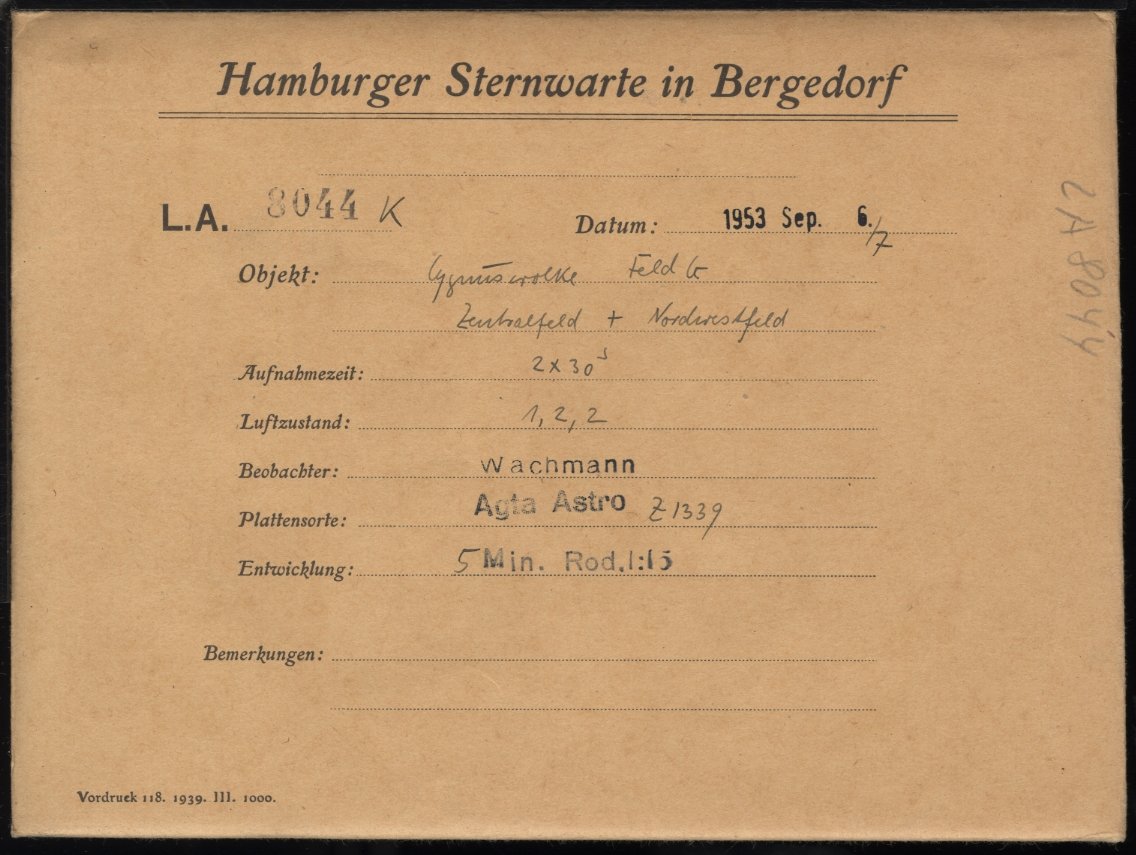 Hamburger Sternwarte in Bergedorf
L.A. 8044 K
Datum: 1953 Sep. 6./7
Objekt: Cygnuswolke Feld G
Zentralfeld + Nordwestfeld
Aufnahmezeit: 2 x 30ˢ
Luftzustand: 1, 2, 2
Beobachter: Wachmann
Plattensorte: Agfa Astro Z 1339
Entwicklung: 5 Min. Rod. 1:15
Bemerkungen:
Vordruck 118. 1939. III. 1000.
LA 8044